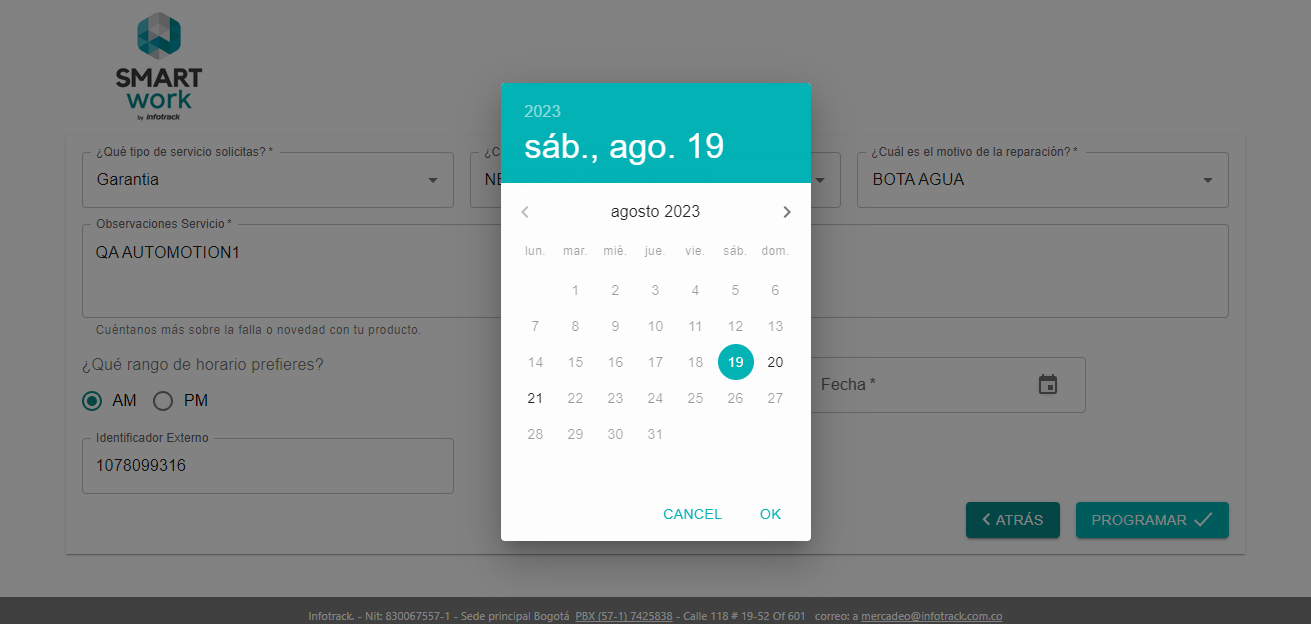 SMART
work
by infotrack
¿Qué tipo de servicio solicitas? *
Garantia
¿C
NE
¿Cuál es el motivo de la reparación? *
BOTA AGUA
Observaciones Servicio *
QA AUTOMOTION1
Cuéntanos más sobre la falla o novedad con tu producto.
¿Qué rango de horario prefieres?
AM PM
Fecha *
Identificador Externo
1078099316
2023
sáb., ago. 19
agosto 2023
lun. mar. mié. jue. vie. sáb. dom.
1 2 3 4 5 6
7 8 9 10 11 12 13
14 15 16 17 18 19 20
21 22 23 24 25 26 27
28 29 30 31
CANCEL OK
ATRÁS PROGRAMAR
Infotrack. - Nit: 830067557-1 - Sede principal Bogotá PBX (57-1) 7425838 - Calle 118 # 19-52 Of 601 correo: a mercadeo@infotrack.com.co